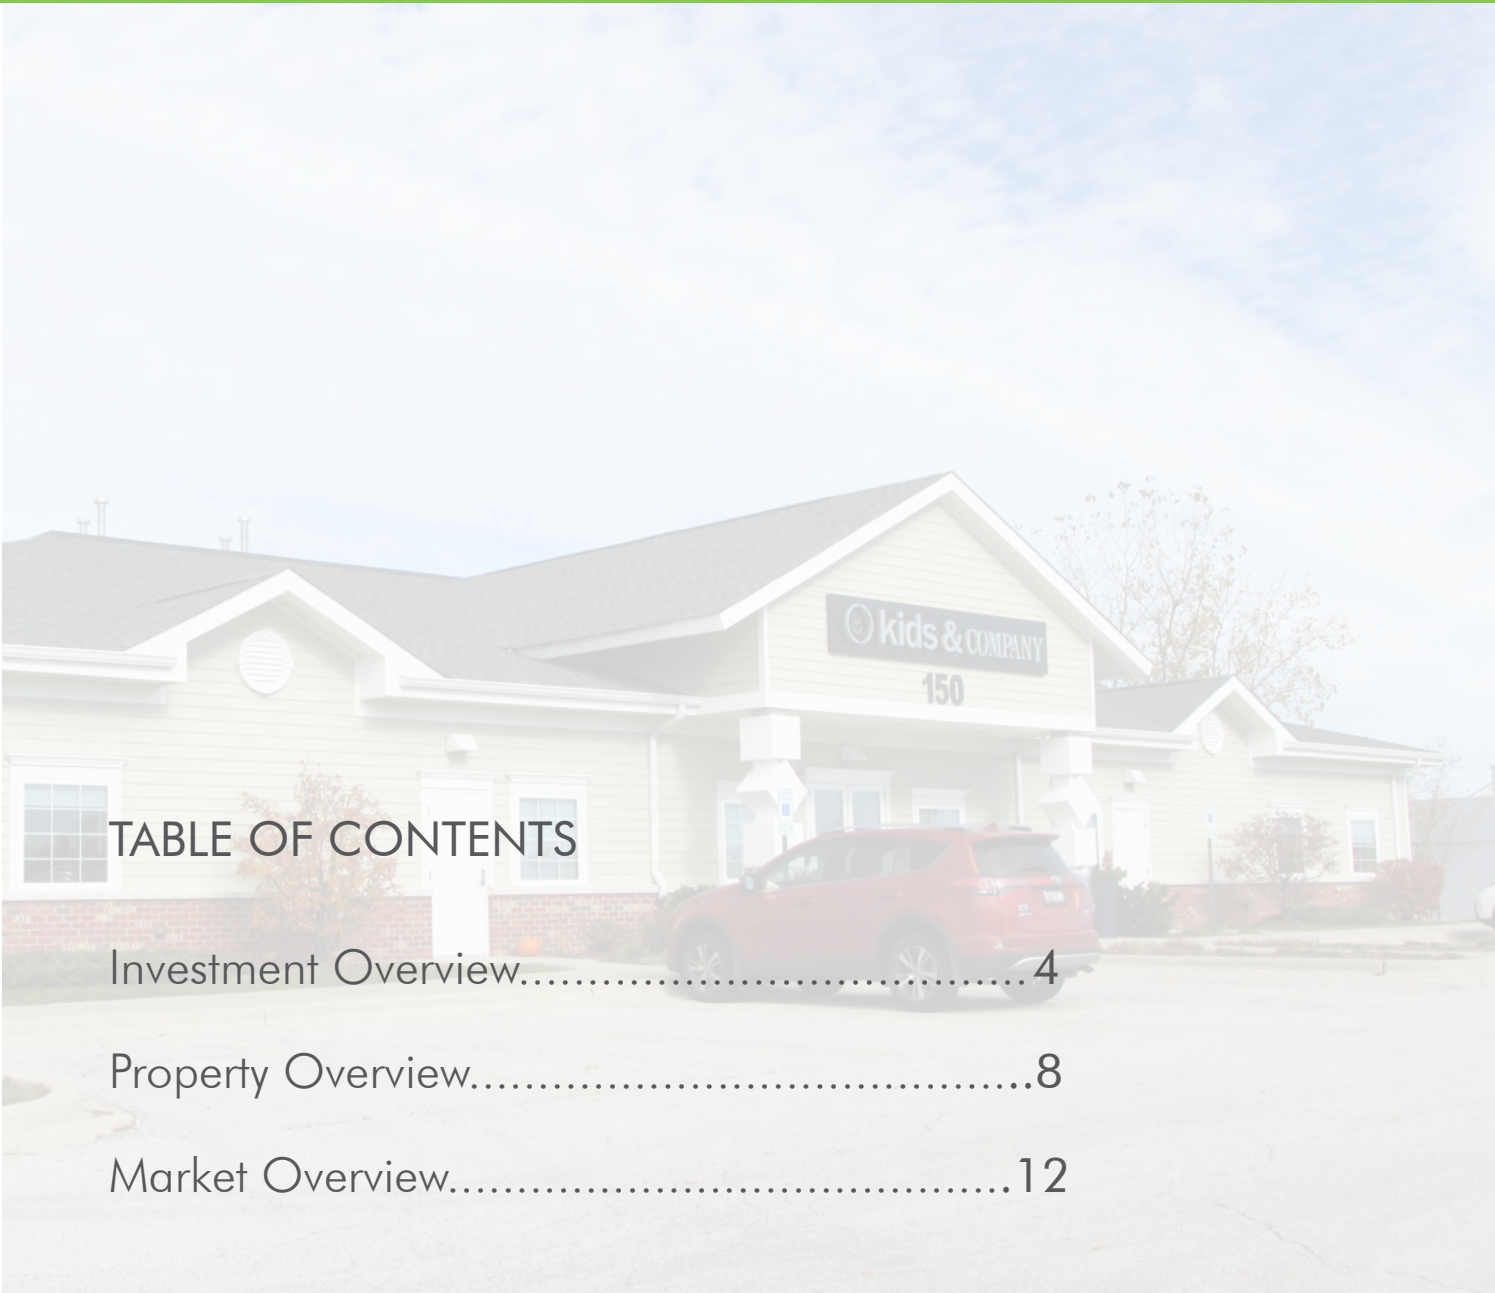 kids & COMPANY
150
TABLE OF CONTENTS
Investment Overview......................................4
Property Overview..........................................8
Market Overview..........................................12